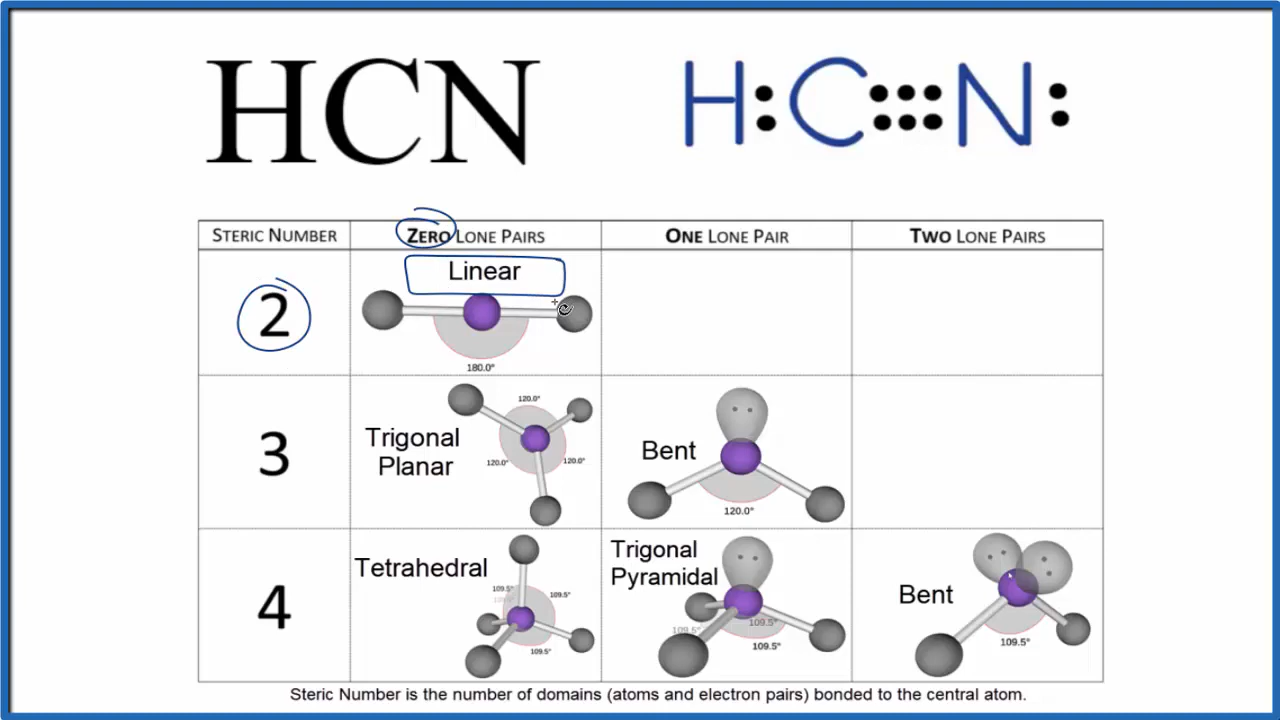 HCN
H:C:::N:
STERIC NUMBER
ZERO LONE PAIRS
ONE LONE PAIR
TWO LONE PAIRS
2
Linear
180.0°
3
Trigonal
Planar
120.0°
120.0°
120.0°
Bent
120.0°
4
Tetrahedral
109.5°
109.5°
109.5°
Trigonal
Pyramidal
109.5°
109.5°
109.5°
Bent
109.5°
Steric Number is the number of domains (atoms and electron pairs) bonded to the central atom.